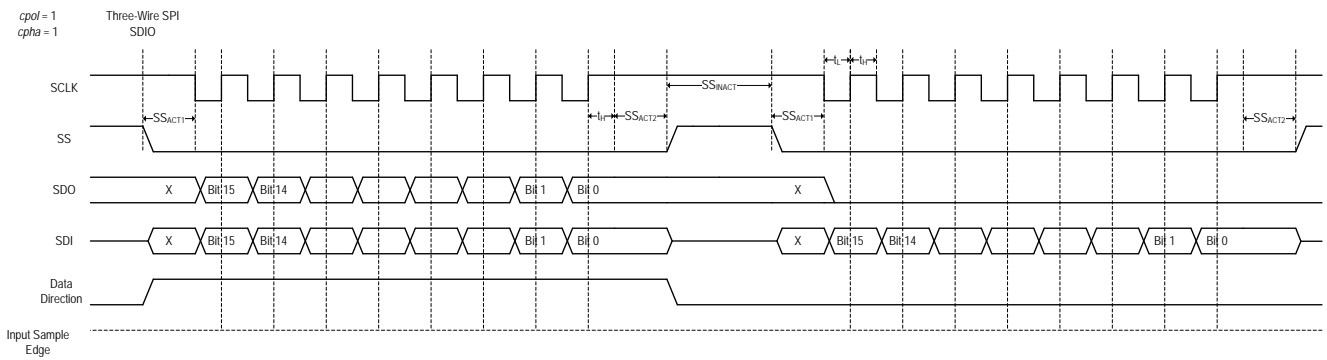 cpol = 1 Three-Wire SPI
cpha = 1 SDIO
tL tH
SCLK
SSINACT
SSACT1 tH SSACT2 SSACT1 SSACT2
SS
SDO X Bit 15 Bit 14 Bit 1 Bit 0 X
SDI X Bit 15 Bit 14 Bit 1 Bit 0 X Bit 15 Bit 14 Bit 1 Bit 0
Data
Direction
Input Sample
Edge